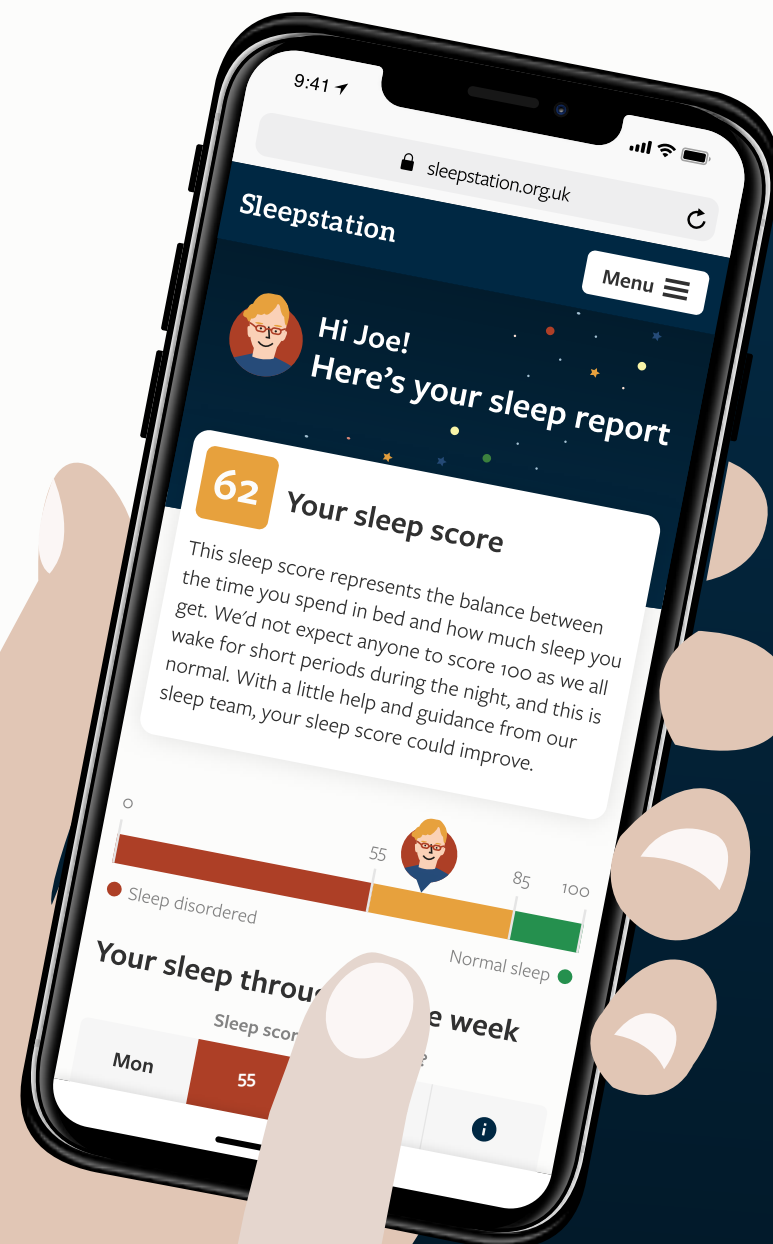 9:41
sleepstation.org.uk
Sleepstation
Menu
Hi Joe!
Here’s your sleep report
62
Your sleep score
This sleep score represents the balance between
the time you spend in bed and how much sleep you
get. We’d not expect anyone to score 100 as we all
wake for short periods during the night, and this is
normal. With a little help and guidance from our
sleep team, your sleep score could improve.
0
55
85
100
Sleep disordered
Normal sleep
Your sleep week
Sleep
?
Mon
55
i